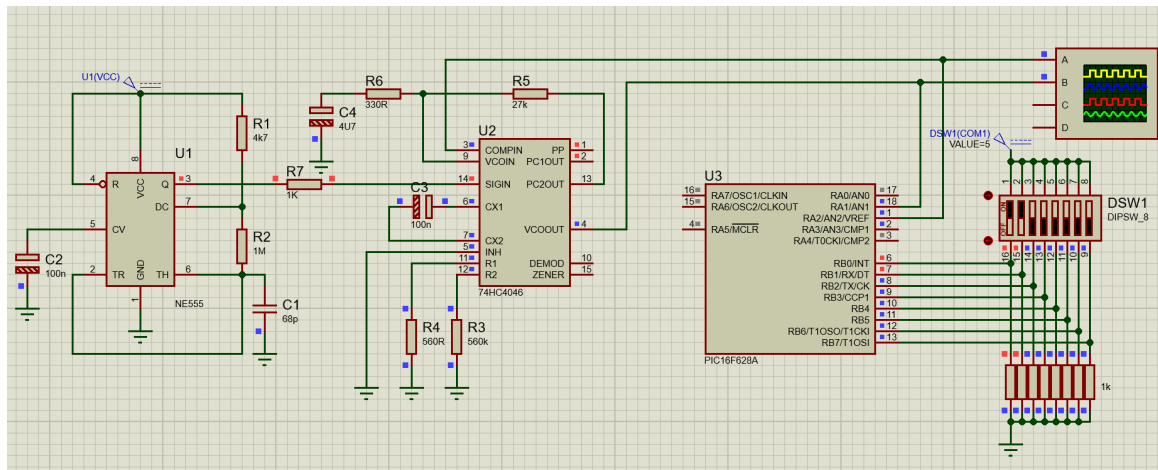 U1(VCC)
R1
4k7
U1
4
R
VCC
8
Q
3
DC
7
5
CV
R2
1M
2
TR
GND
1
TH
6
NE555
C2
100n
C1
68p
R7
1K
R6
330R
R5
27k
C4
4U7
U2
3
COMPIN
9
VCOIN
PP
1
PC1OUT
2
14
SIGIN
PC2OUT
13
C3
100n
6
CX1
VCOOUT
4
7
CX2
5
INH
11
R1
12
R2
DEMOD
10
ZENER
15
74HC4046
R4
560R
R3
560k
U3
16
RA7/OSC1/CLKIN
15
RA6/OSC2/CLKOUT
4
RA5/MCLR
RA0/AN0
17
RA1/AN1
18
RA2/AN2/VREF
1
RA3/AN3/CMP1
2
RA4/T0CKI/CMP2
3
RB0/INT
6
RB1/RX/DT
7
RB2/TX/CK
8
RB3/CCP1
9
RB4
10
RB5
11
RB6/T1OSO/T1CKI
12
RB7/T1OSI
13
PIC16F628A
A
B
C
D
DSW1(COM1)
VALUE=5
1 2 3 4 5 6 7 8
ON
OFF
DSW1
DIPSW_8
16 15 14 13 12 11 10 9
1k